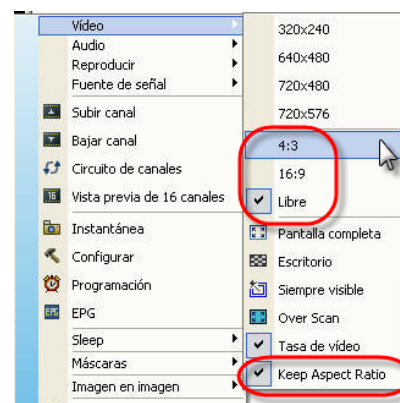 Vídeo
Audio
Reproducir
Fuente de señal
Subir canal
Bajar canal
Circuito de canales
16
Vista previa de 16 canales
Instantánea
Configurar
Programación
EPG
EPG
Sleep
Máscaras
Imagen en imagen
320x240
640x480
720x480
720x576
4:3
16:9
Libre
Pantalla completa
Escritorio
Siempre visible
Over Scan
Tasa de vídeo
Keep Aspect Ratio